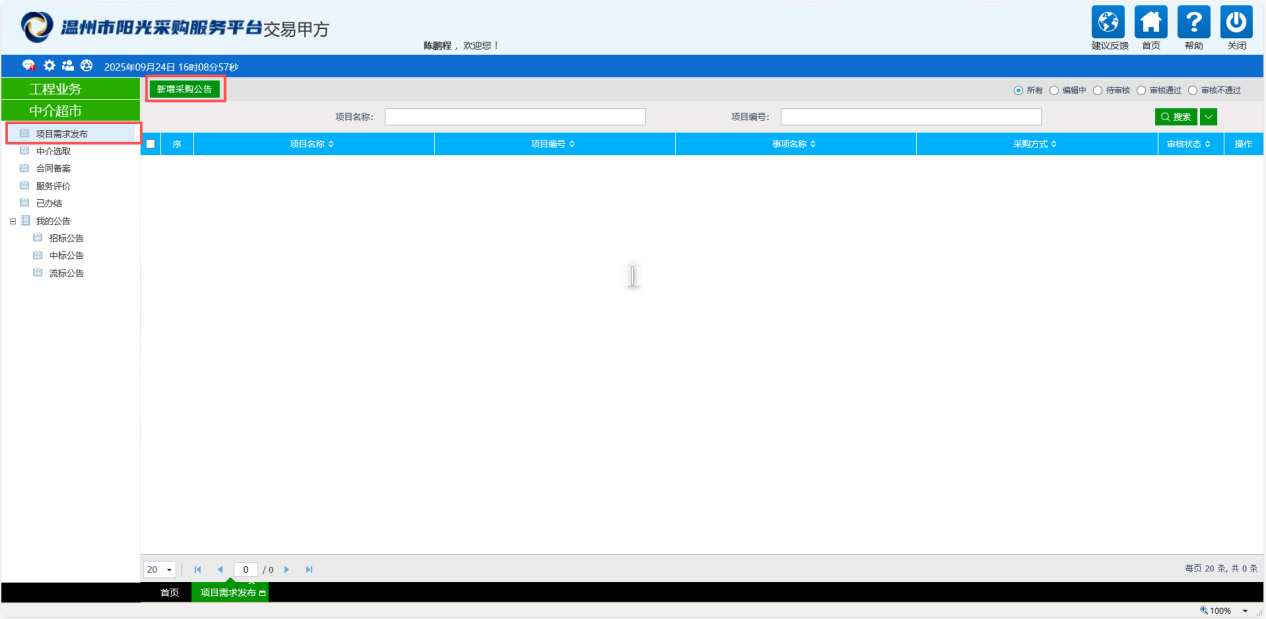 温州市阳光采购服务平台交易甲方
陈鹏程，欢迎您！
建议反馈 首页 帮助 关闭
2025年09月24日 16时08分57秒
工程业务
中介超市
项目需求发布
中介选取
合同备案
服务评价
已办结
我的公告
招标公告
中标公告
流标公告
新增采购公告
所有 编辑中 待审核 审核通过 审核不通过
项目名称: 项目编号: 搜索
序 项目名称 项目编号 事项名称 采购方式 审核状态 操作
20 0 / 0 每页 20 条, 共 0 条
首页 项目需求发布
100%